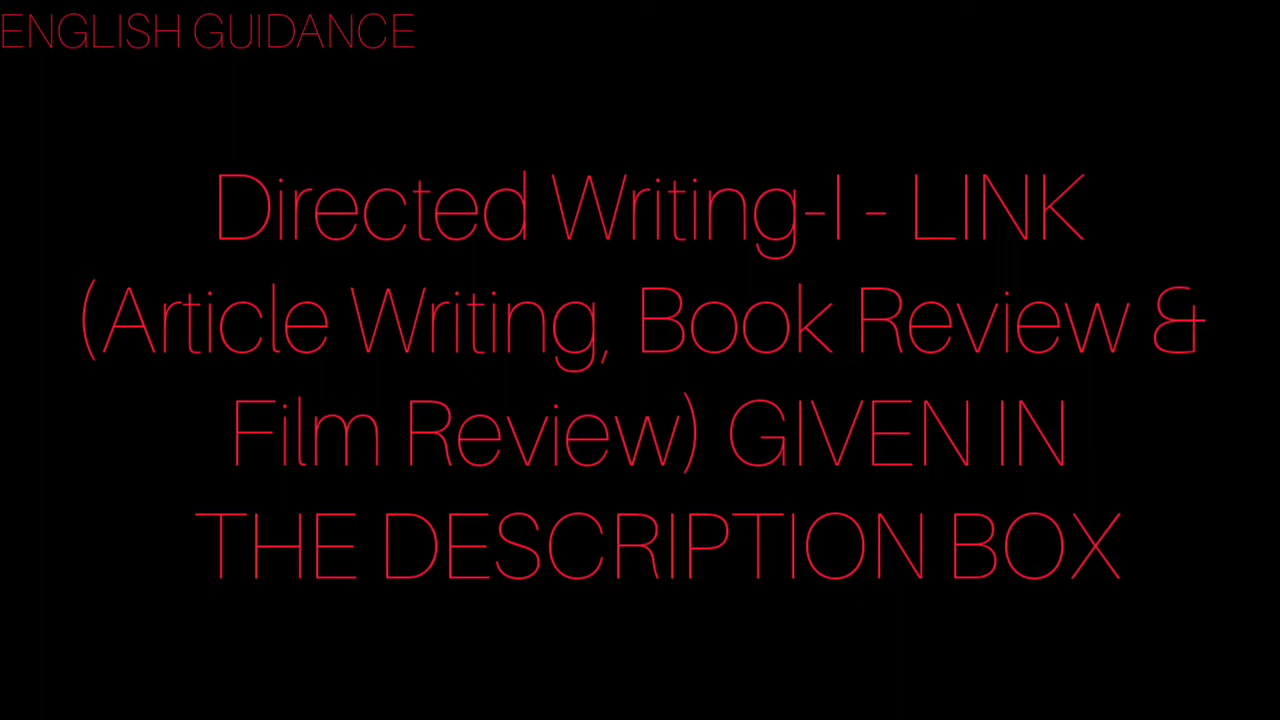 ENGLISH GUIDANCE
Directed Writing-I - LINK
(Article Writing, Book Review &
Film Review) GIVEN IN
THE DESCRIPTION BOX